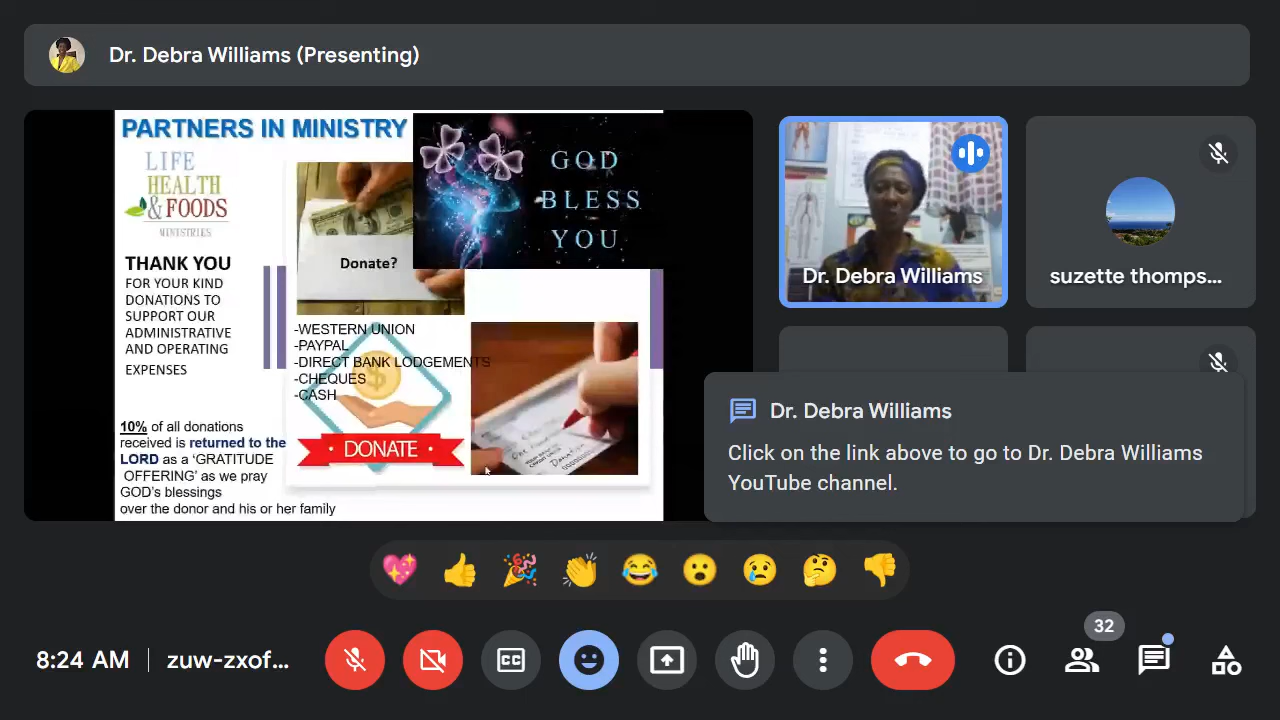 Dr. Debra Williams (Presenting)
PARTNERS IN MINISTRY
LIFE
HEALTH
& FOODS
MINISTRIES
THANK YOU
FOR YOUR KIND
DONATIONS TO
SUPPORT OUR
ADMINISTRATIVE
AND OPERATING
EXPENSES
10% of all donations
received is returned to the
LORD as a 'GRATITUDE
OFFERING' as we pray
GOD's blessings
over the donor and his or her family
Donate?
GOD
BLESS
YOU
-WESTERN UNION
-PAYPAL
-DIRECT BANK LODGEMENTS
-CHEQUES
-CASH
$
· DONATE ·
Dr. Debra Williams
suzette thomps...
Dr. Debra Williams
Click on the link above to go to Dr. Debra Williams
YouTube channel.
8:24 AM
zuw-zxof...
CC
32